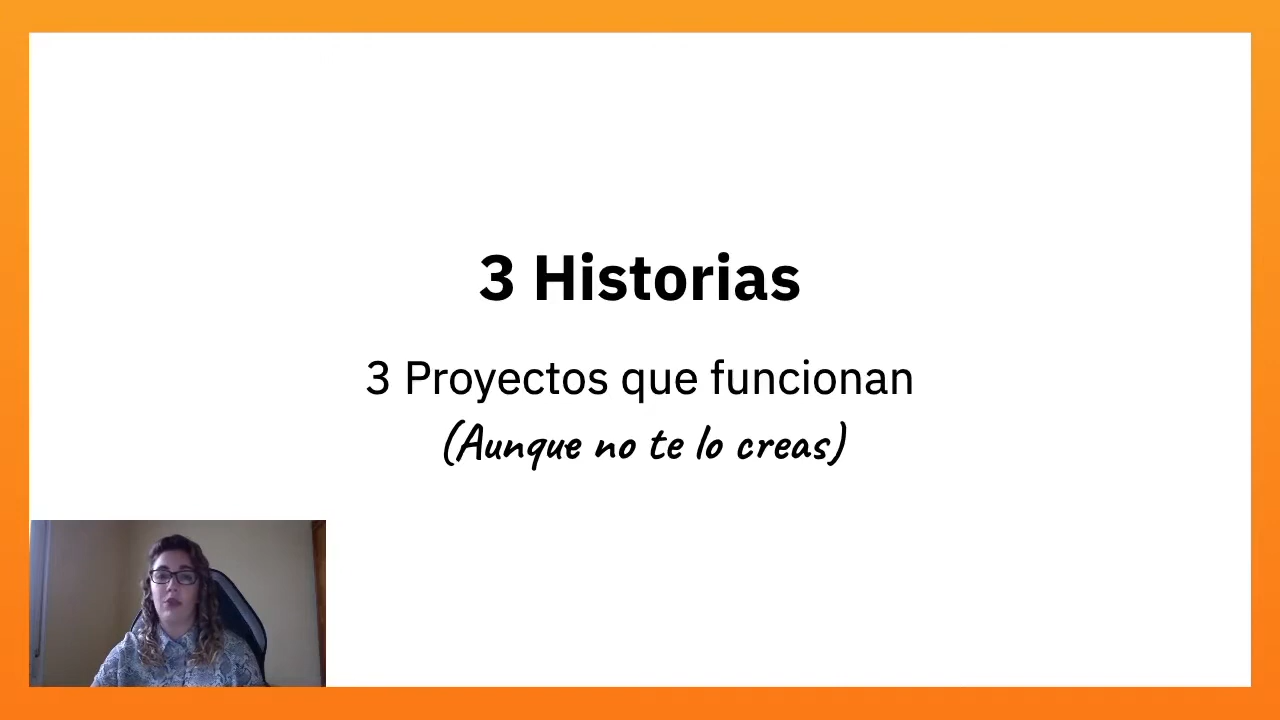 3 Historias
3 Proyectos que funcionan
(Aunque no te lo creas)